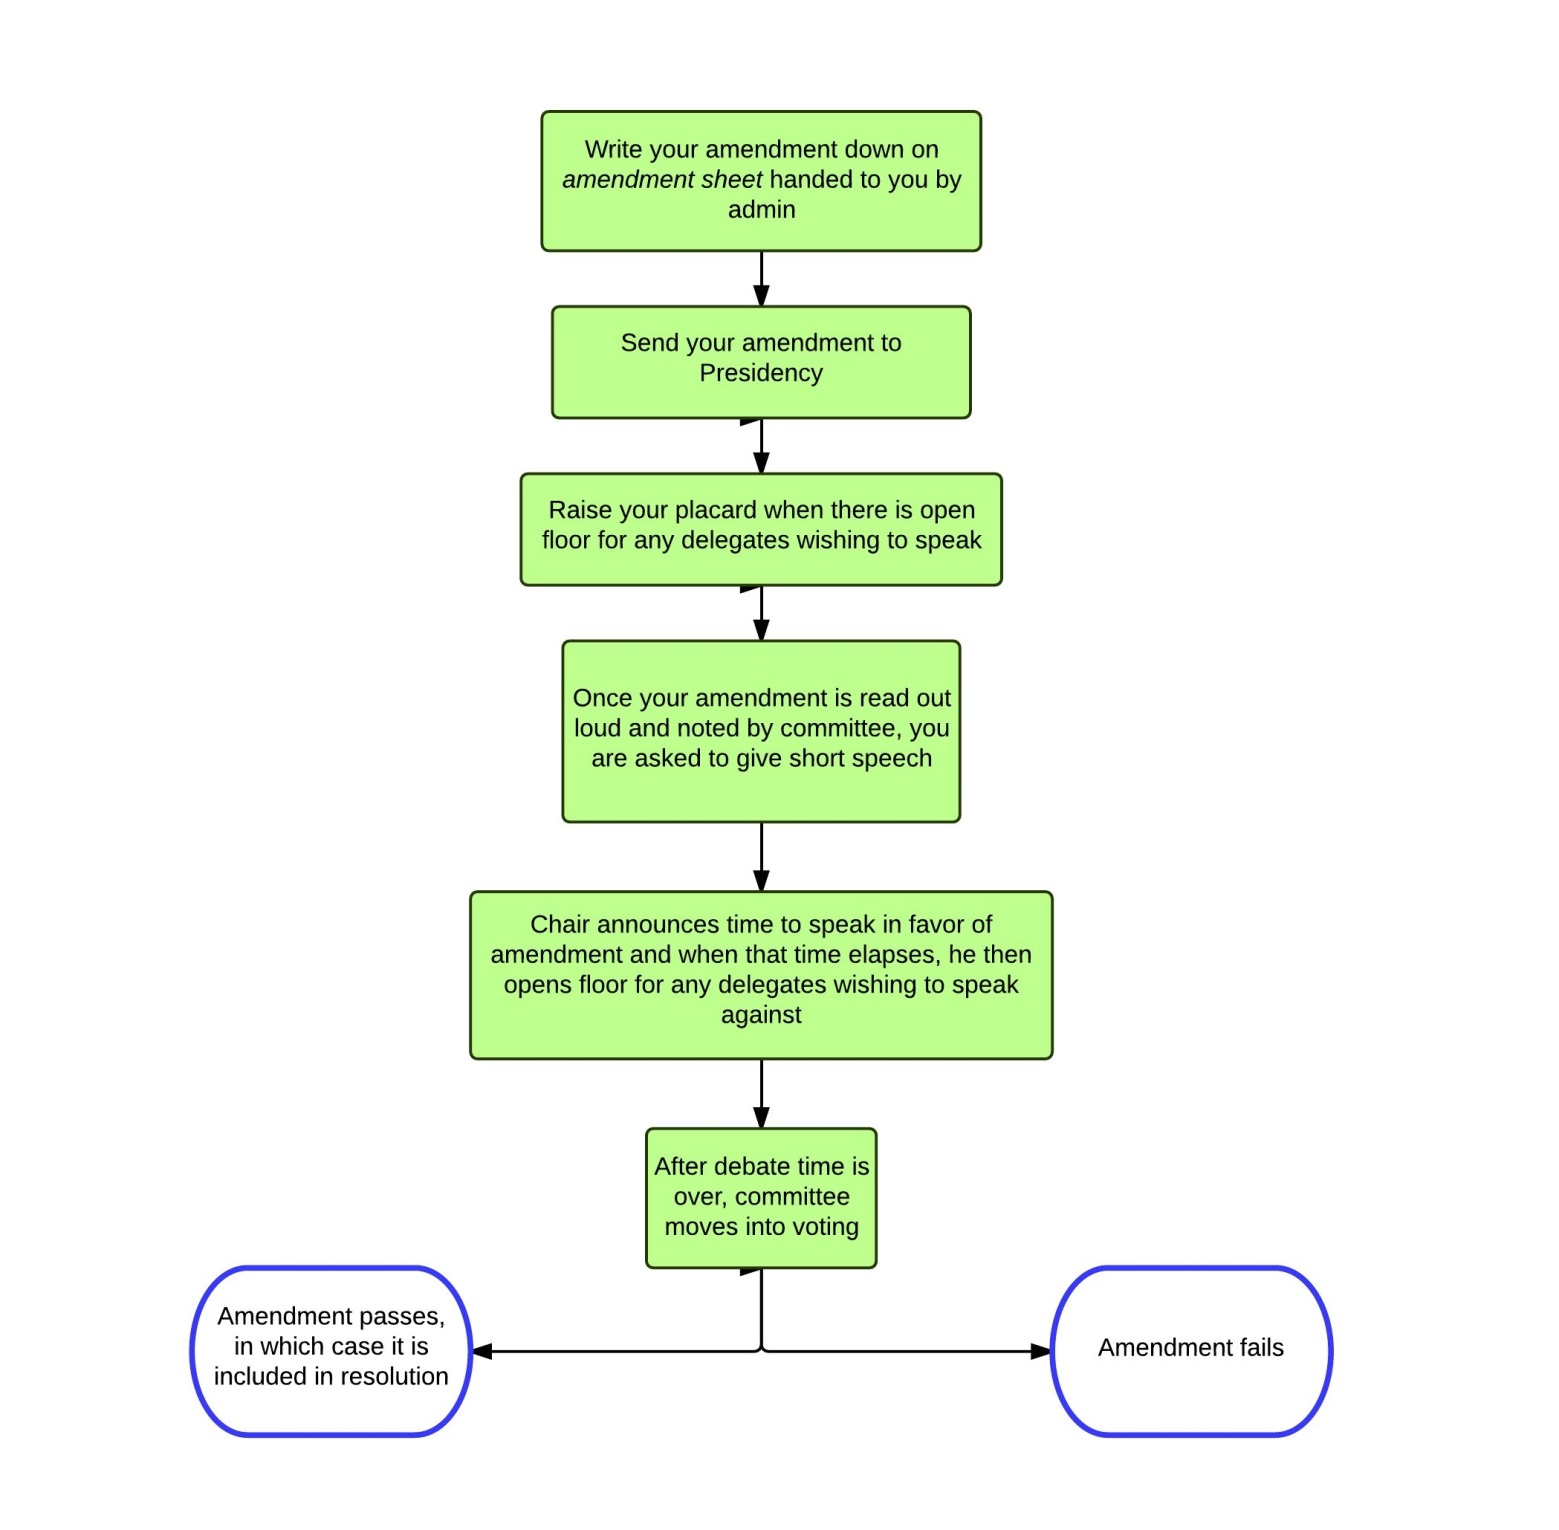 Write your amendment down on
amendment sheet handed to you by
admin
Send your amendment to
Presidency
Raise your placard when there is open
floor for any delegates wishing to speak
Once your amendment is read out
loud and noted by committee, you
are asked to give short speech
Chair announces time to speak in favor of
amendment and when that time elapses, he then
opens floor for any delegates wishing to speak
against
After debate time is
over, committee
moves into voting
Amendment passes,
in which case it is
included in resolution
Amendment fails